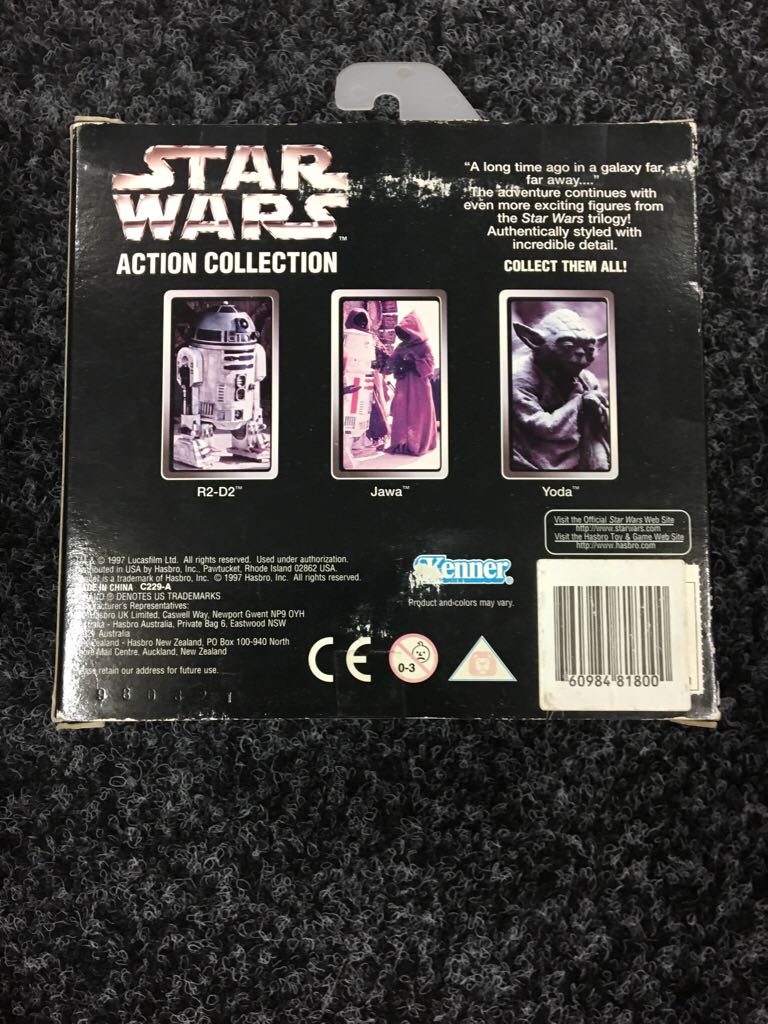 STAR
WARS™
ACTION COLLECTION
“A long time ago in a galaxy far,
far away....”
The adventure continues with
even more exciting figures from
the Star Wars trilogy!
Authentically styled with
incredible detail.
COLLECT THEM ALL!
R2-D2™
Jawa™
Yoda™
Visit the Official Star Wars Web Site
http://www.starwars.com
Visit the Hasbro Toy & Game Web Site
http://www.hasbro.com
& © 1997 Lucasfilm Ltd. All rights reserved. Used under authorization.
in USA by Hasbro, Inc., Pawtucket, Rhode Island 02862 USA.
is a trademark of Hasbro, Inc. © 1997 Hasbro, Inc. All rights reserved.
IN CHINA C229-A
® DENOTES US TRADEMARKS
Representatives:
UK Limited, Caswell Way, Newport Gwent NP9 0YH
- Hasbro Australia, Private Bag 6, Eastwood NSW
Australia
- Hasbro New Zealand, PO Box 100-940 North
Mail Centre, Auckland, New Zealand
retain our address for future use.
Kenner®
Product and colors may vary.
CE
0-3
60984 81800